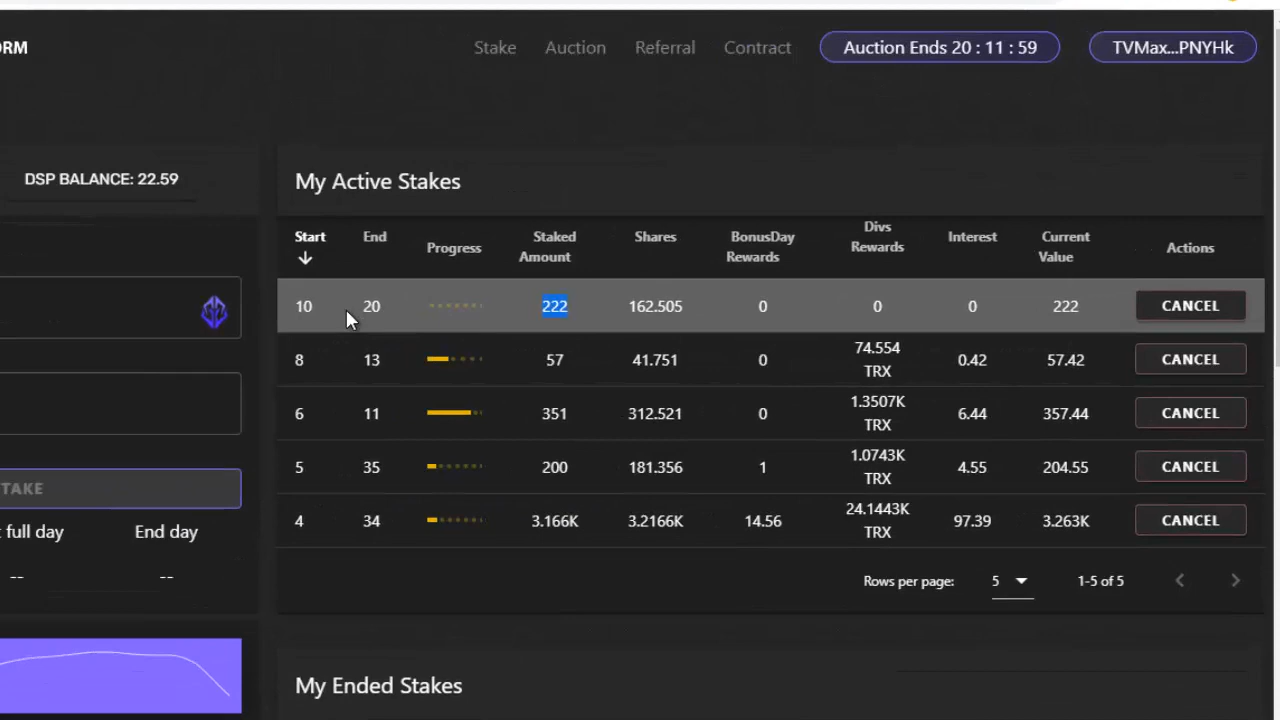 ORM
Stake Auction Referral Contract Auction Ends 20 : 11 : 59 TVMax...PNYHk
DSP BALANCE: 22.59
TAKE
full day End day
-- --
My Active Stakes
Start End Progress Staked Amount Shares BonusDay Rewards Divs Rewards Interest Current Value Actions
10 20 222 162.505 0 0 0 222 CANCEL
8 13 57 41.751 0 74.554 TRX 0.42 57.42 CANCEL
6 11 351 312.521 0 1.3507K TRX 6.44 357.44 CANCEL
5 35 200 181.356 1 1.0743K TRX 4.55 204.55 CANCEL
4 34 3.166K 3.2166K 14.56 24.1443K TRX 97.39 3.263K CANCEL
Rows per page: 5 1-5 of 5
My Ended Stakes